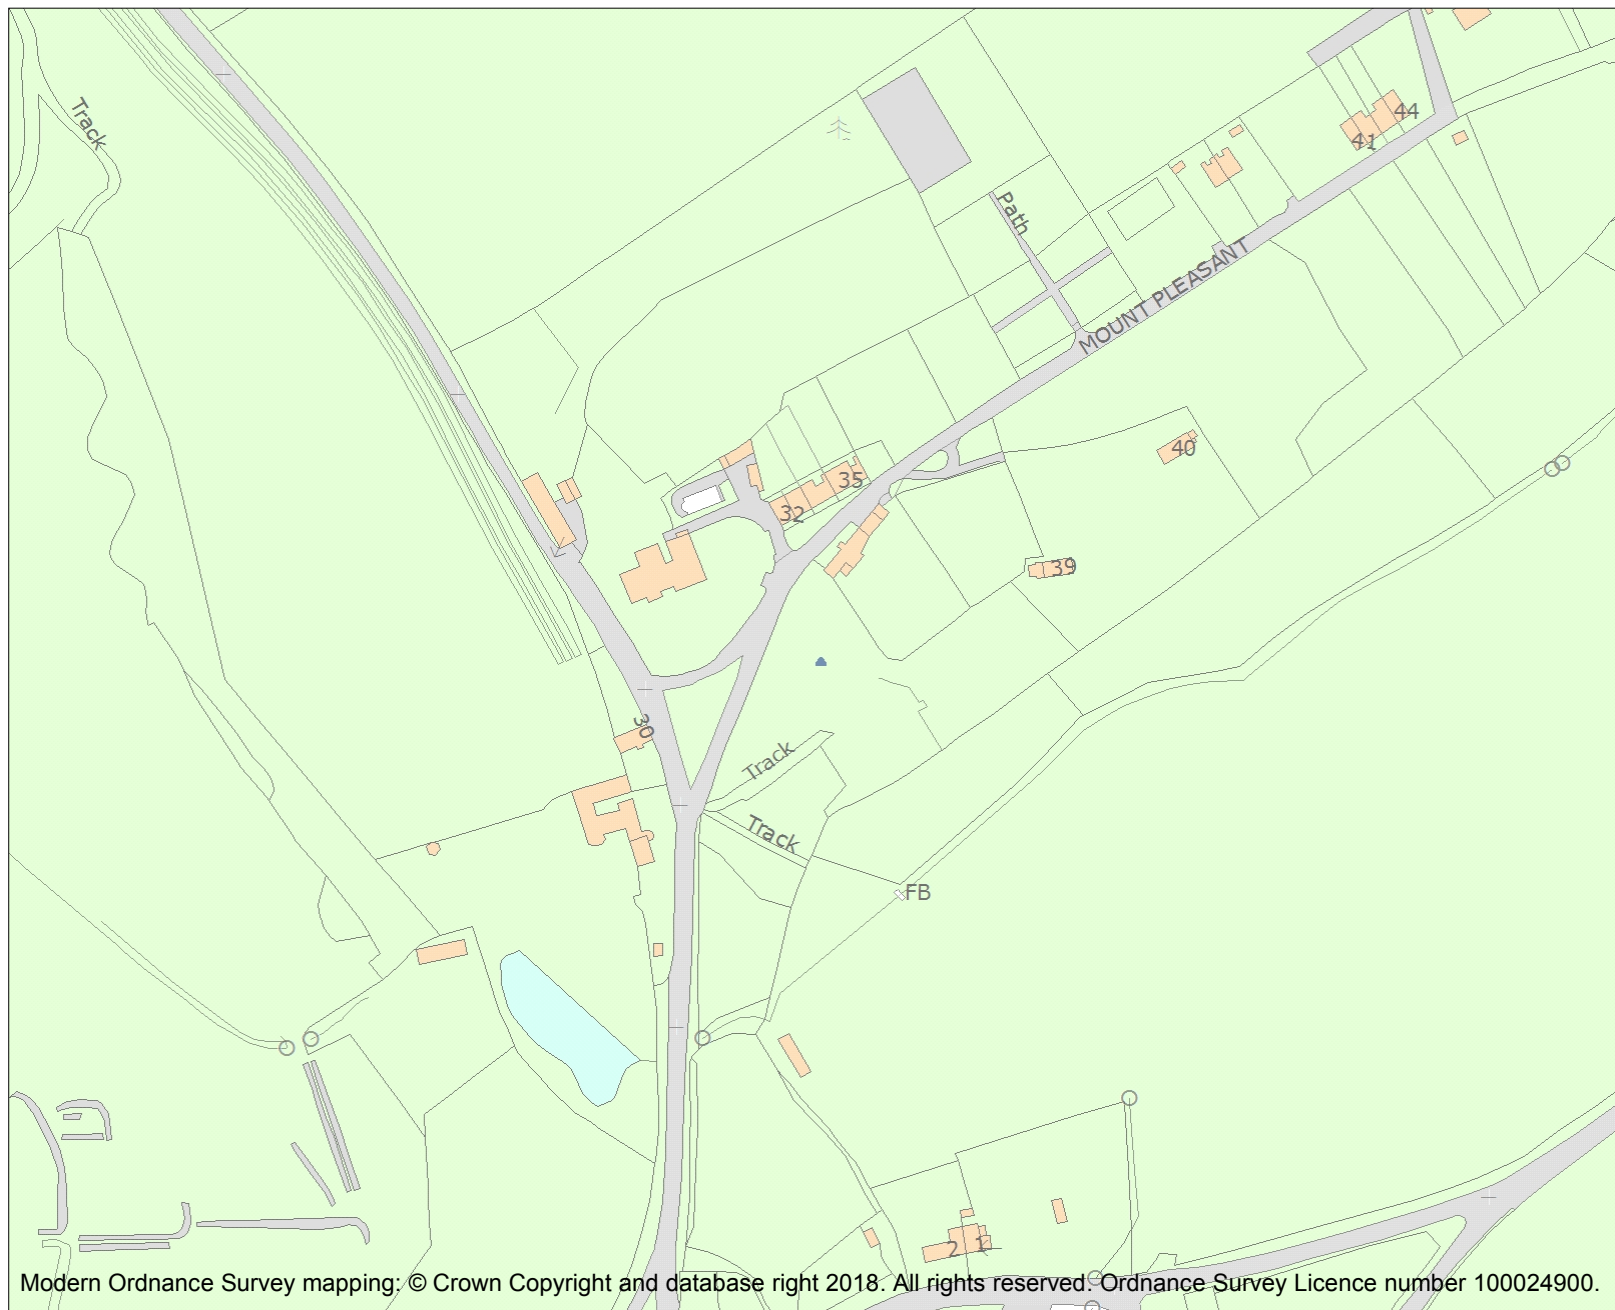 Track
44
41
Path
MOUNT PLEASANT
40
35
32
39
30
Track
Track
FB
2
1
Modern Ordnance Survey mapping: © Crown Copyright and database right 2018. All rights reserved. Ordnance Survey Licence number 100024900.